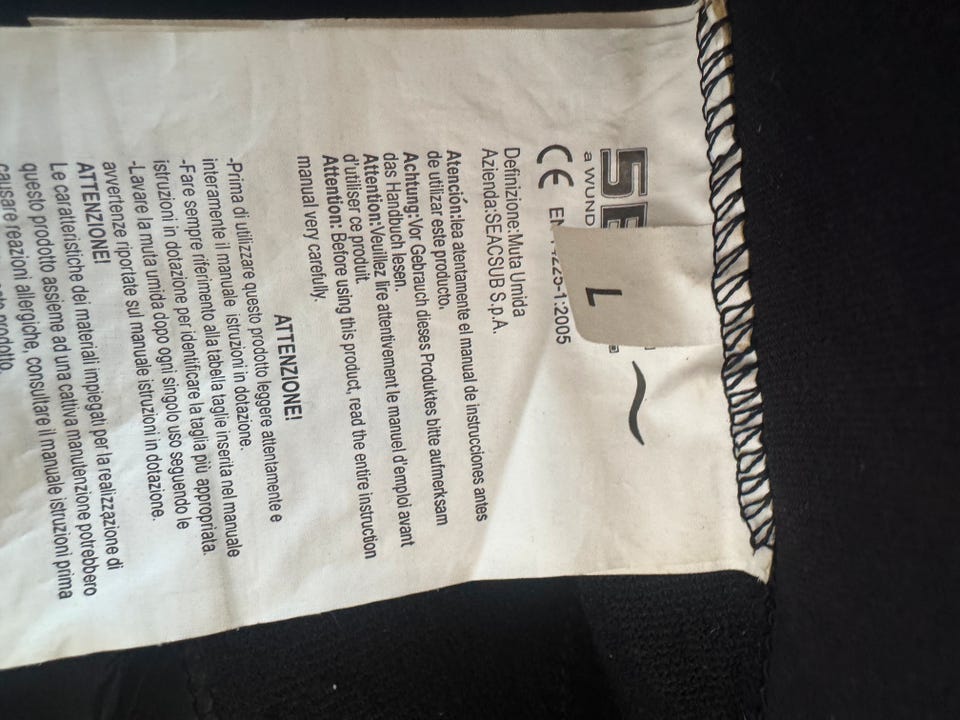 SE
a WUND
L
CE EN 225-1:2005
Definizione:Muta Umida
Azienda:SEACSUB S.p.A.
Atención:lea atentamente el manual de instrucciones antes
de utilizar este producto.
Achtung:Vor Gebrauch dieses Produktes bitte aufmerksam
das Handbuch lesen.
Attention:Veuillez lire attentivement le manuel d'emploi avant
d'utiliser ce produit.
Attention: Before using this product, read the entire instruction
manual very carefully.
ATTENZIONE!
-Prima di utilizzare questo prodotto leggere attentamente e
interamente il manuale istruzioni in dotazione.
-Fare sempre riferimento alla tabella taglie inserita nel manuale
istruzioni in dotazione per identificare la taglia più appropriata.
-Lavare la muta umida dopo ogni singolo uso seguendo le
avvertenze riportate sul manuale istruzioni in dotazione.
ATTENZIONE!
Le caratteristiche dei materiali impiegati per la realizzazione di
questo prodotto assieme ad una cattiva manutenzione potrebbero
causare reazioni allergiche, consultare il manuale istruzioni prima
prodotto.